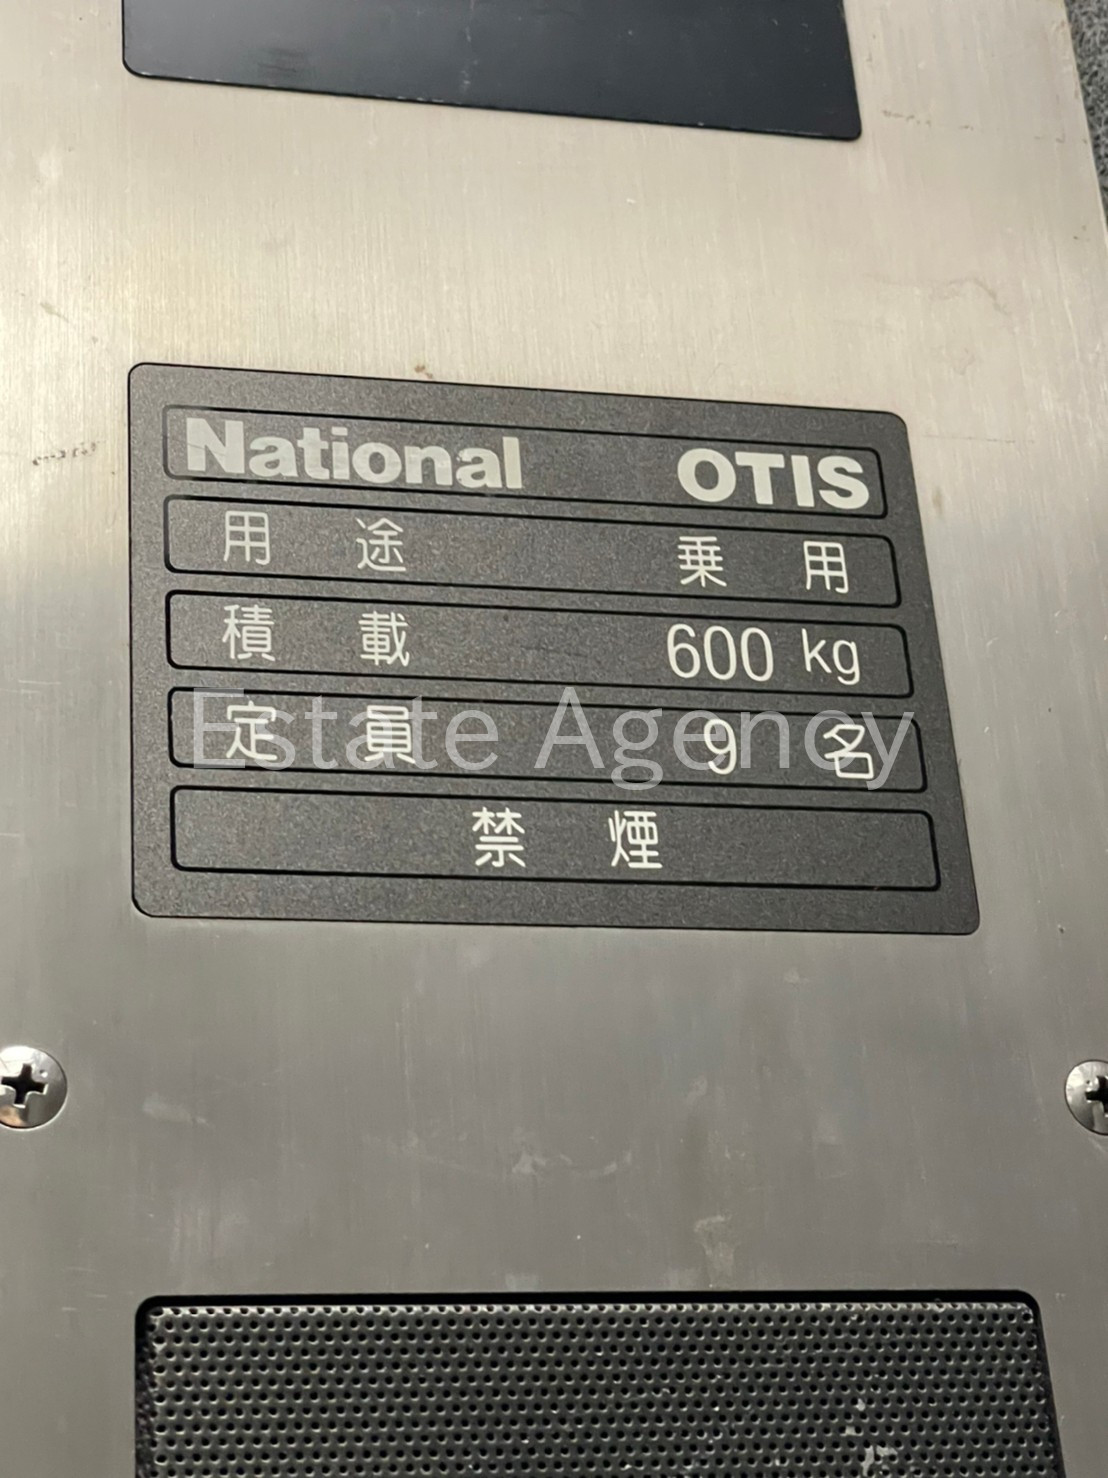 National OTIS
用途 乗用
積載 600 kg
定員 9 名
Estate Agency
禁煙